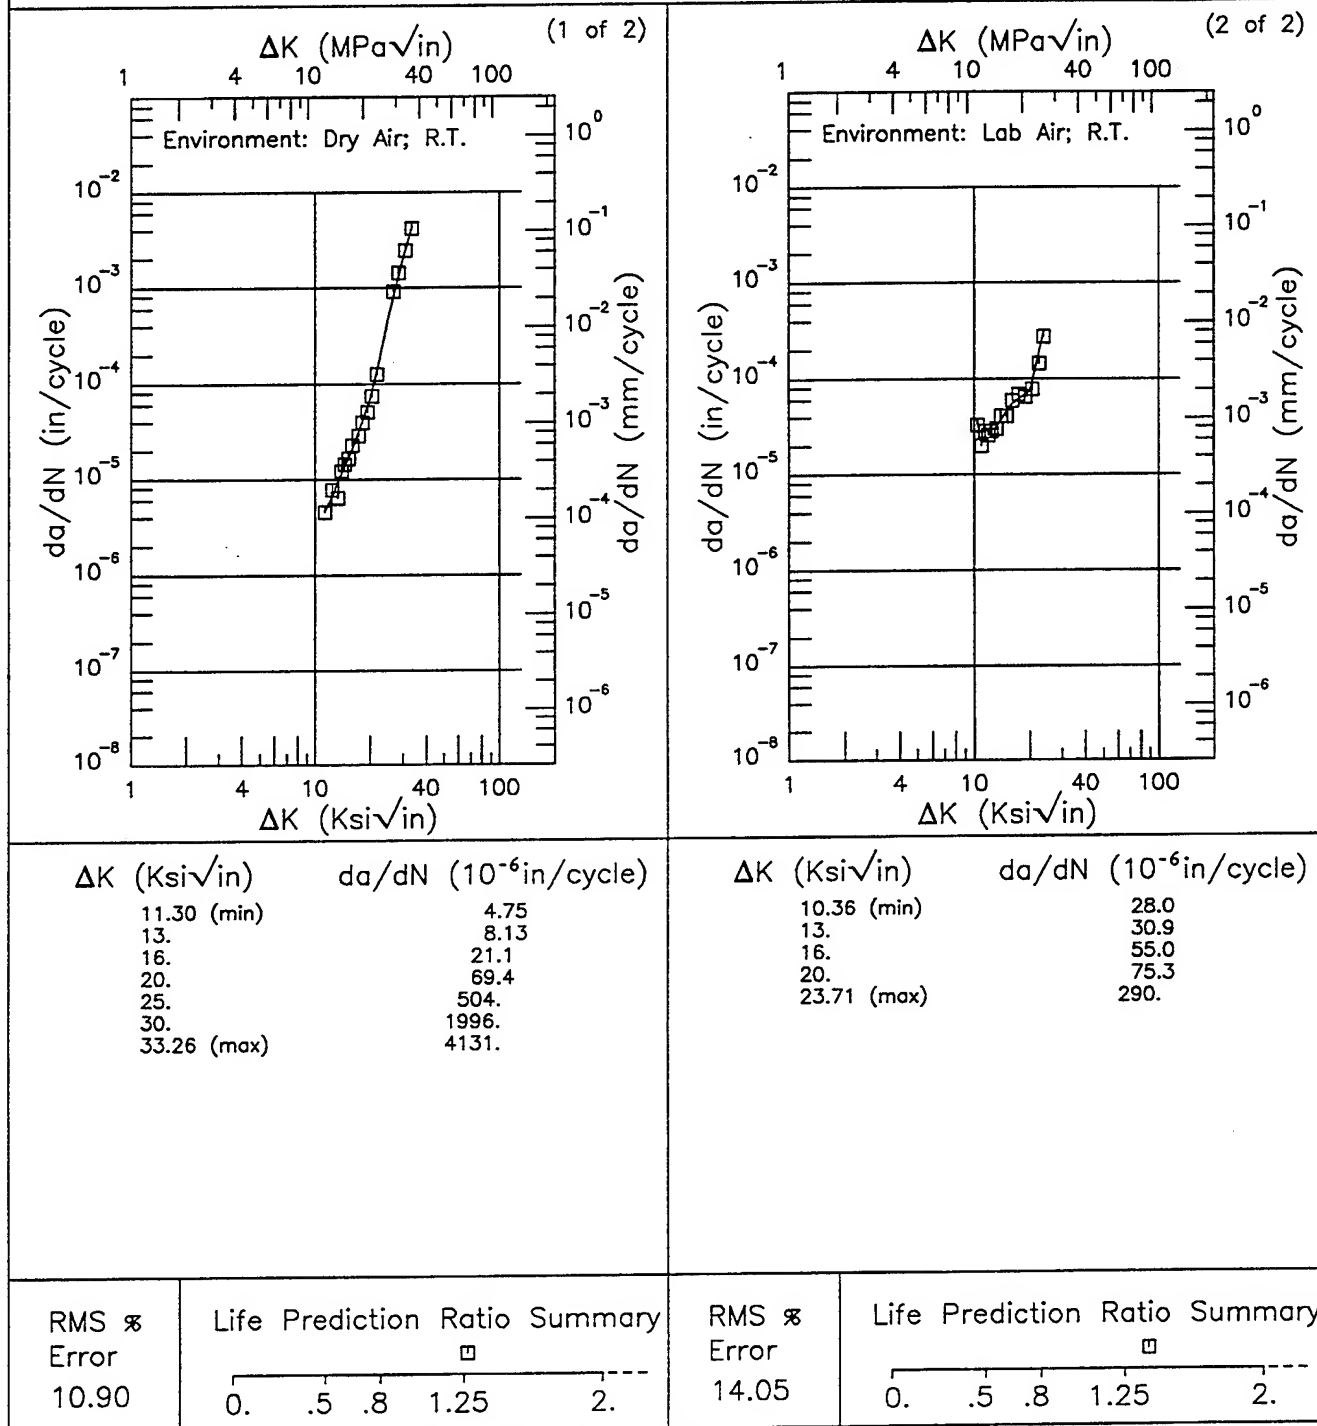 (1 of 2)
ΔK (MPa√in)
1 4 10 40 100
Environment: Dry Air; R.T.
da/dN (in/cycle)
10⁻²
10⁻³
10⁻⁴
10⁻⁵
10⁻⁶
10⁻⁷
10⁻⁸
da/dN (mm/cycle)
10⁰
10⁻¹
10⁻²
10⁻³
10⁻⁴
10⁻⁵
10⁻⁶
1 4 10 40 100
ΔK (Ksi√in)
ΔK (Ksi√in) da/dN (10⁻⁶in/cycle)
11.30 (min) 4.75
13. 8.13
16. 21.1
20. 69.4
25. 504.
30. 1996.
33.26 (max) 4131.
RMS %
Error
10.90
Life Prediction Ratio Summary
0. .5 .8 1.25 2.
(2 of 2)
ΔK (MPa√in)
1 4 10 40 100
Environment: Lab Air; R.T.
da/dN (in/cycle)
10⁻²
10⁻³
10⁻⁴
10⁻⁵
10⁻⁶
10⁻⁷
10⁻⁸
da/dN (mm/cycle)
10⁰
10⁻¹
10⁻²
10⁻³
10⁻⁴
10⁻⁵
10⁻⁶
1 4 10 40 100
ΔK (Ksi√in)
ΔK (Ksi√in) da/dN (10⁻⁶in/cycle)
10.36 (min) 28.0
13. 30.9
16. 55.0
20. 75.3
23.71 (max) 290.
RMS %
Error
14.05
Life Prediction Ratio Summary
0. .5 .8 1.25 2.